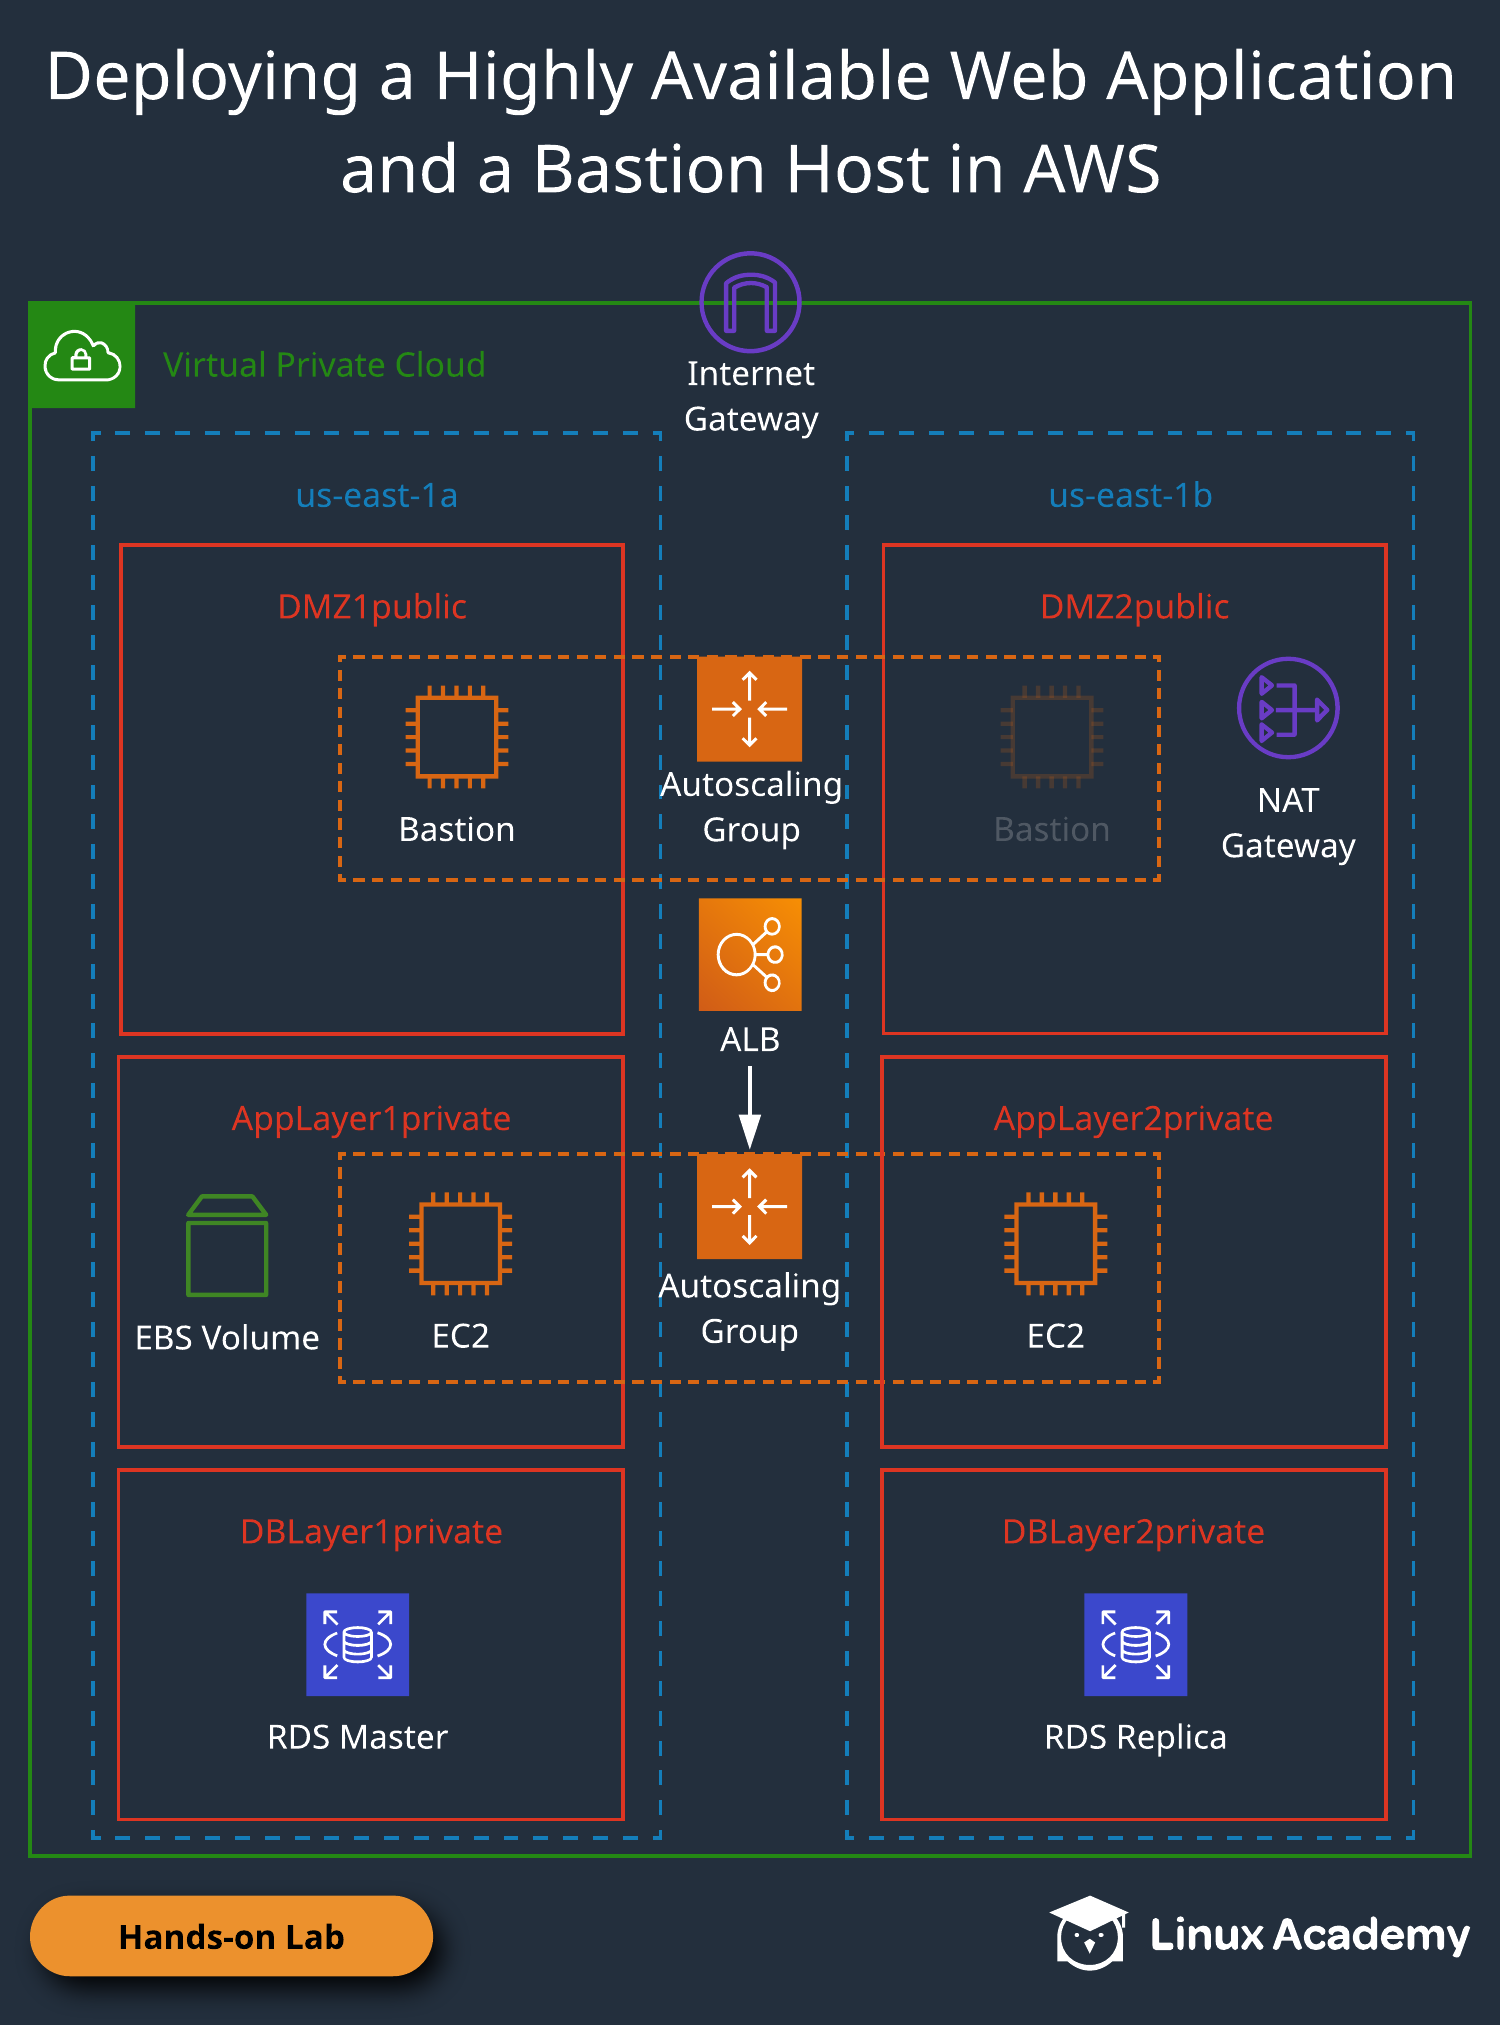 Deploying a Highly Available Web Application
and a Bastion Host in AWS
Internet
Gateway
Virtual Private Cloud
us-east-1a
us-east-1b
DMZ1public
DMZ2public
Bastion
Autoscaling
Group
Bastion
NAT
Gateway
ALB
AppLayer1private
AppLayer2private
EBS Volume
EC2
Autoscaling
Group
EC2
DBLayer1private
DBLayer2private
RDS Master
RDS Replica
Hands-on Lab
Linux Academy